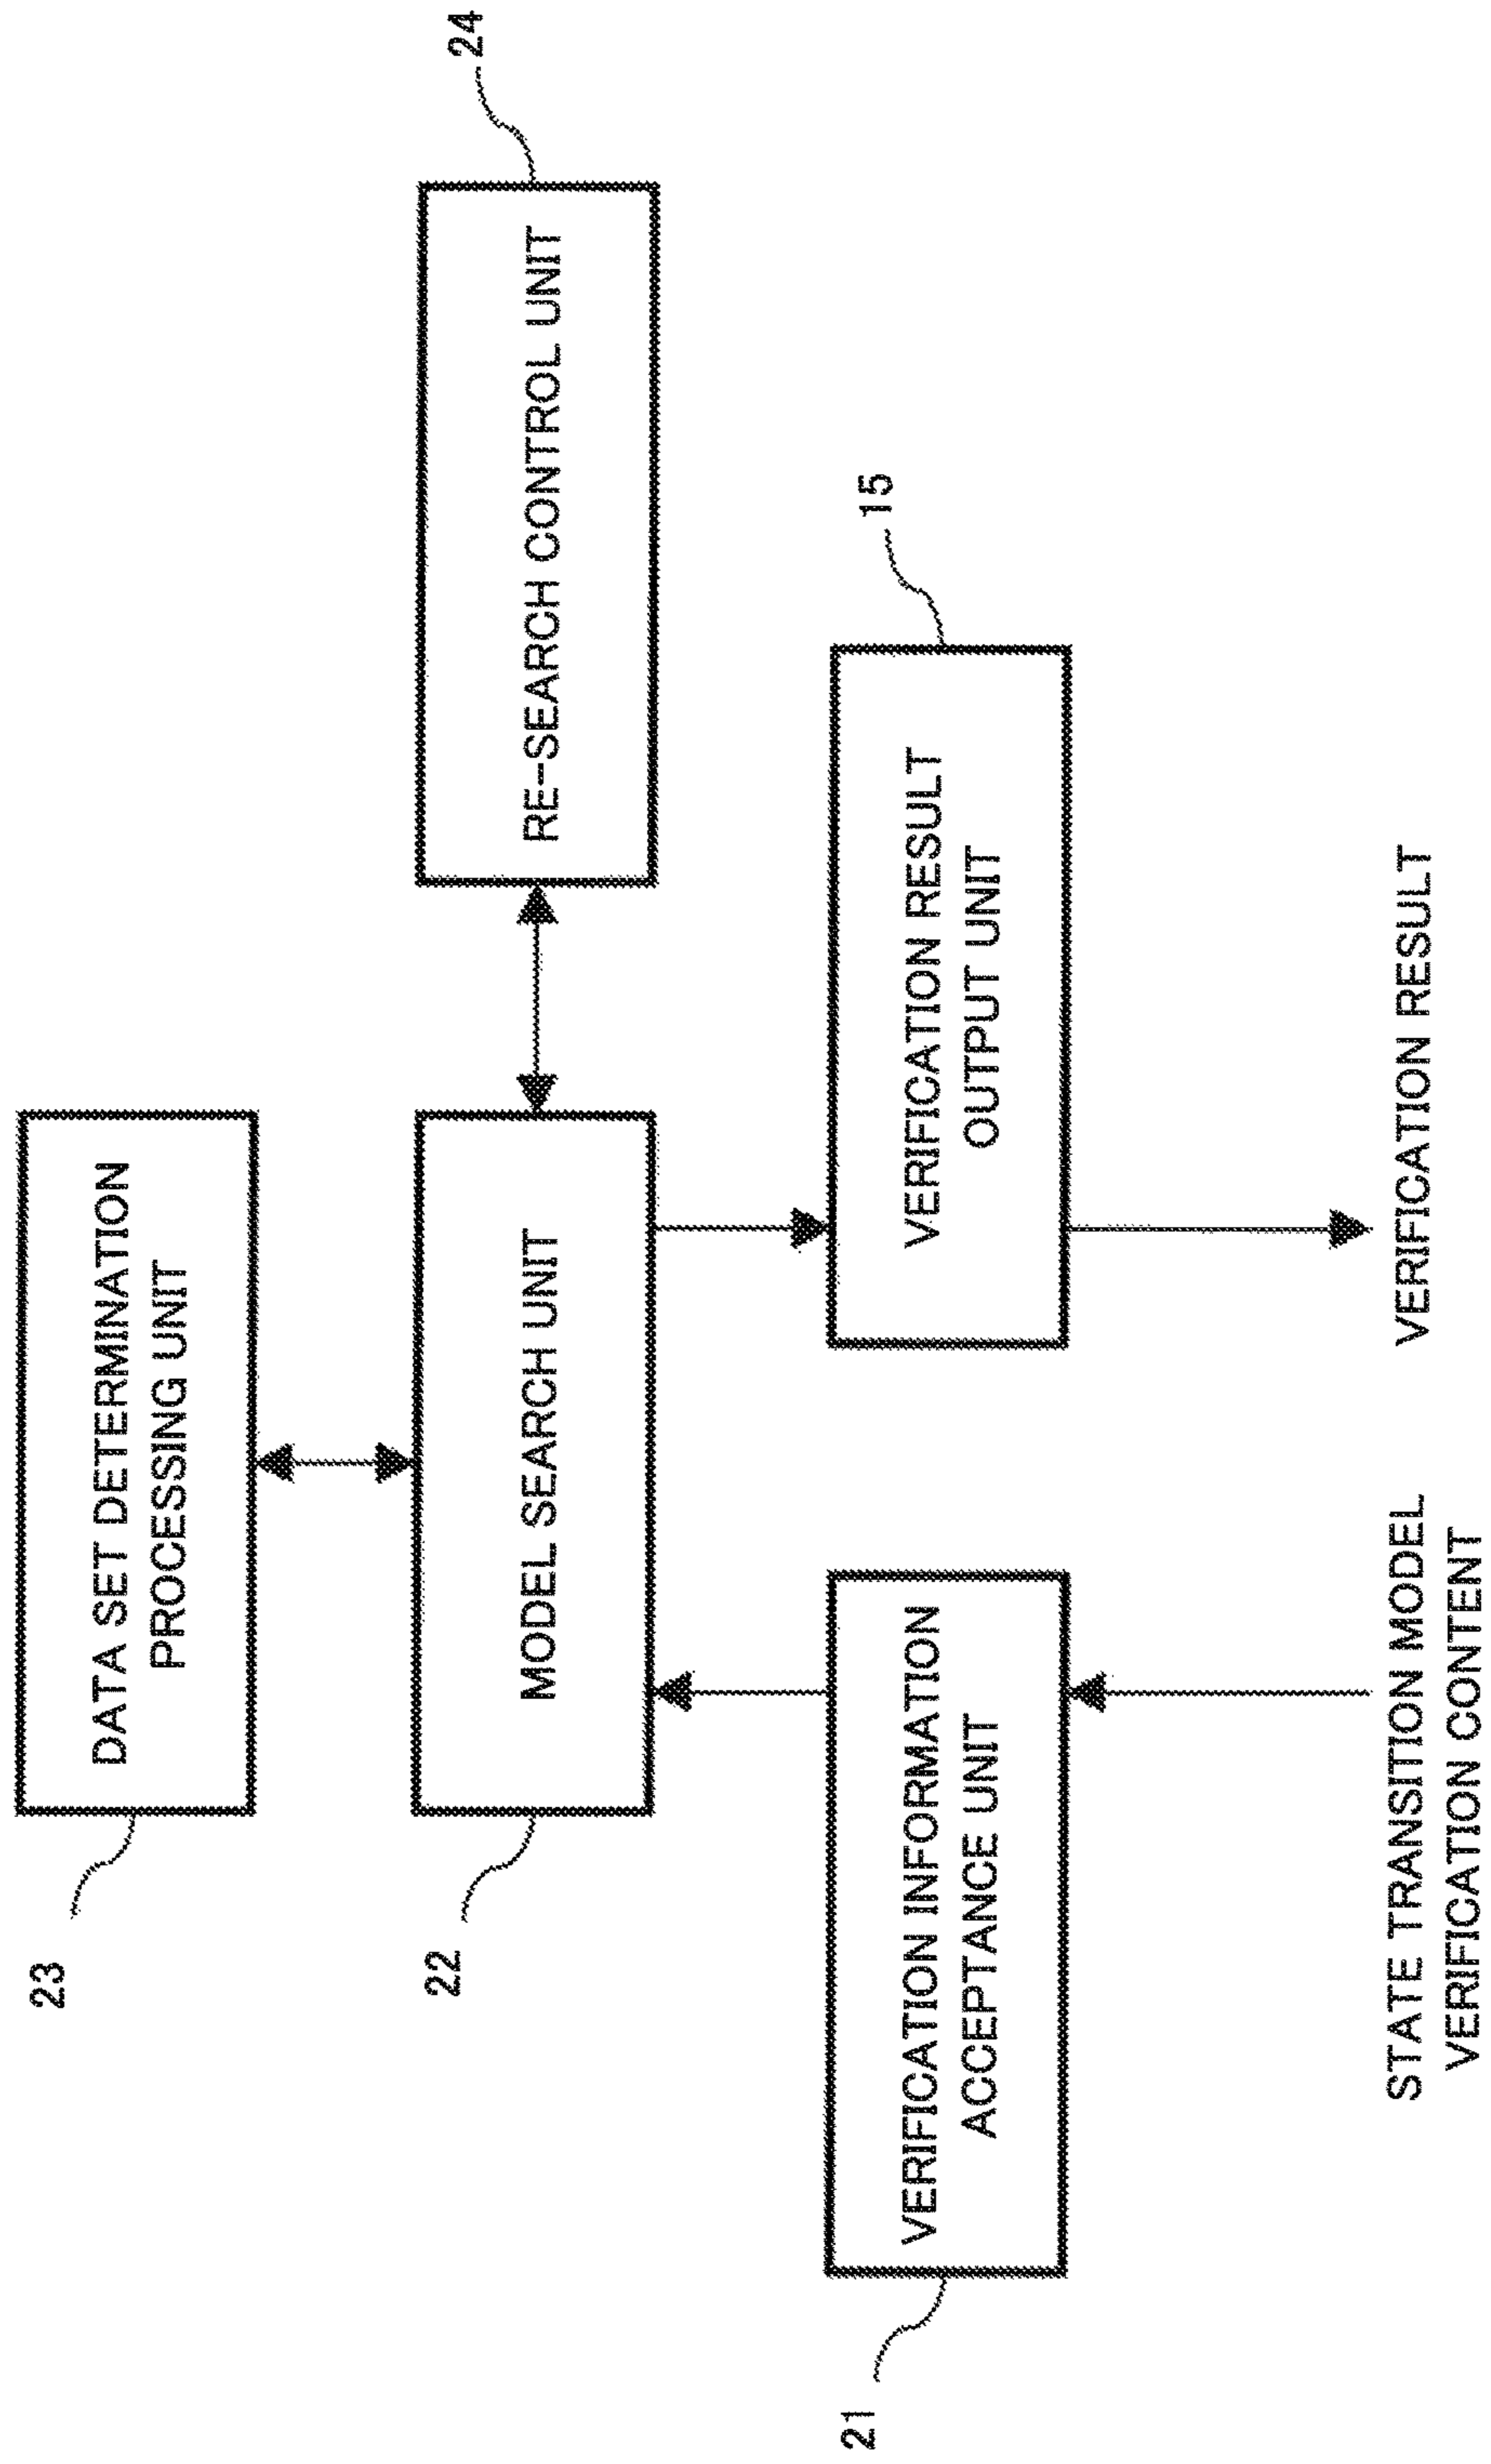 23
DATA SET DETERMINATION
PROCESSING UNIT
22
MODEL SEARCH UNIT
RE-SEARCH CONTROL UNIT
24
21
VERIFICATION INFORMATION
ACCEPTANCE UNIT
VERIFICATION RESULT
OUTPUT UNIT
15
STATE TRANSITION MODEL
VERIFICATION CONTENT
VERIFICATION RESULT